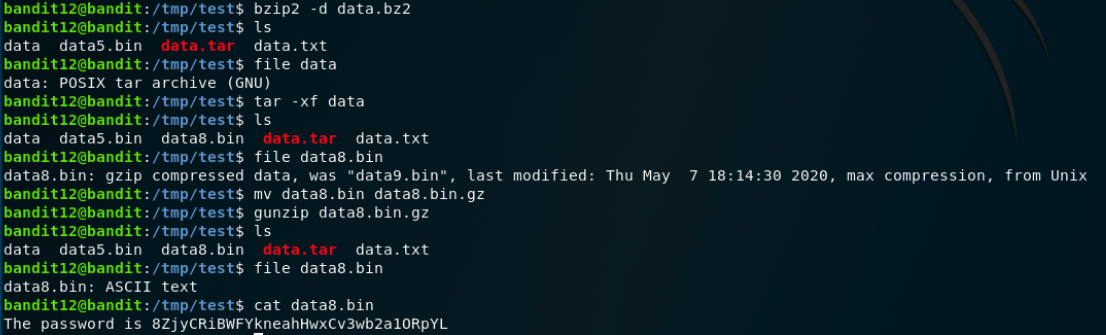 bandit12@bandit:/tmp/test$ bzip2 -d data.bz2
bandit12@bandit:/tmp/test$ ls
data  data5.bin  data.tar  data.txt
bandit12@bandit:/tmp/test$ file data
data: POSIX tar archive (GNU)
bandit12@bandit:/tmp/test$ tar -xf data
bandit12@bandit:/tmp/test$ ls
data  data5.bin  data8.bin  data.tar  data.txt
bandit12@bandit:/tmp/test$ file data8.bin
data8.bin: gzip compressed data, was "data9.bin", last modified: Thu May  7 18:14:30 2020, max compression, from Unix
bandit12@bandit:/tmp/test$ mv data8.bin data8.bin.gz
bandit12@bandit:/tmp/test$ gunzip data8.bin.gz
bandit12@bandit:/tmp/test$ ls
data  data5.bin  data8.bin  data.tar  data.txt
bandit12@bandit:/tmp/test$ file data8.bin
data8.bin: ASCII text
bandit12@bandit:/tmp/test$ cat data8.bin
The password is 8ZjyCRiBWFYkneahHwxCv3wb2a1ORpYL